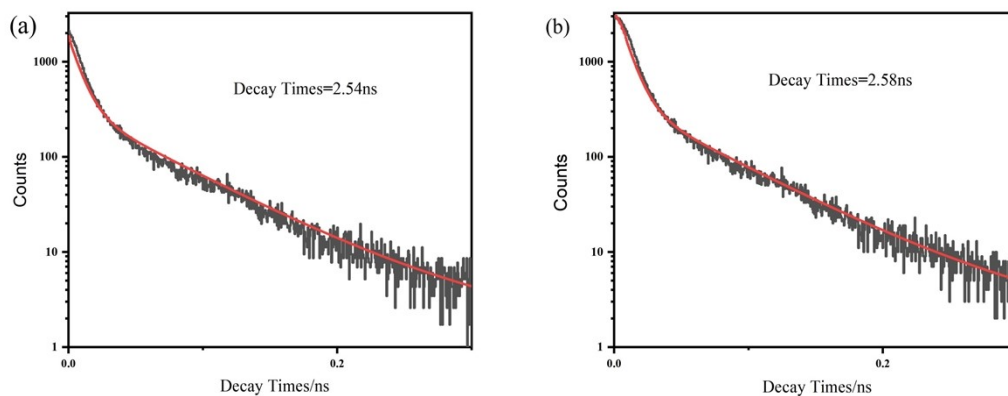 (a)
Counts
1000
100
10
1
0.0
0.2
Decay Times=2.54ns
Decay Times/ns
(b)
Counts
1000
100
10
1
0.0
0.2
Decay Times=2.58ns
Decay Times/ns